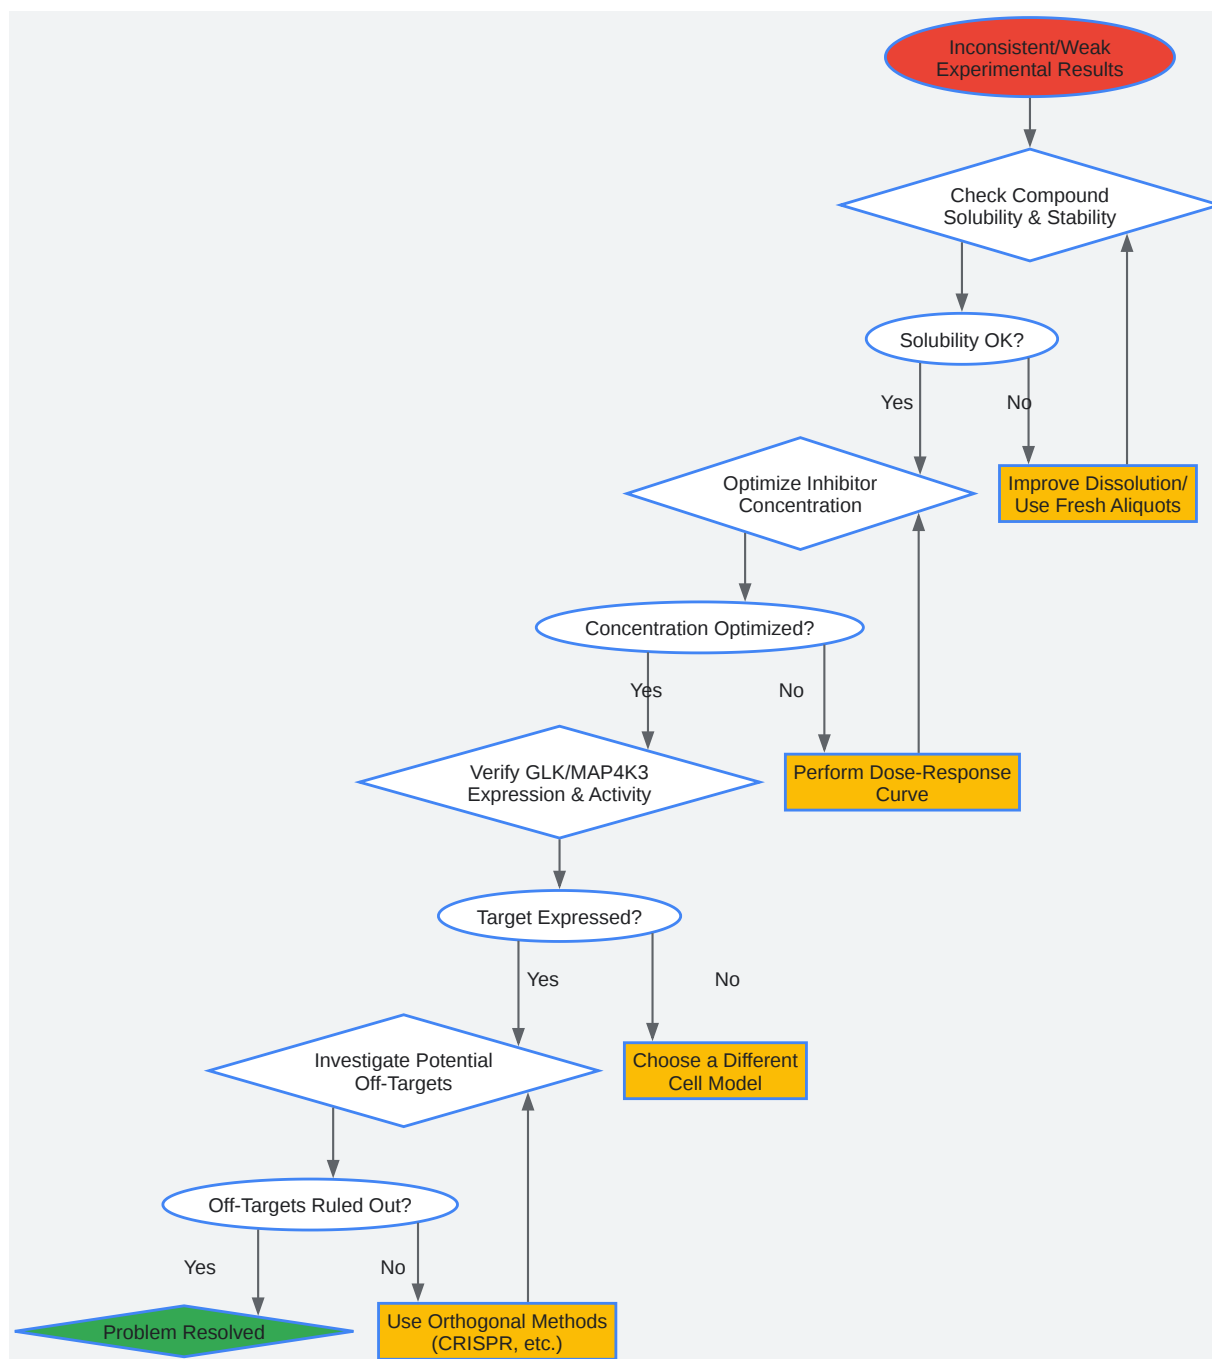 Inconsistent/Weak
Experimental Results
Check Compound
Solubility & Stability
Solubility OK?
Yes
No
Optimize Inhibitor
Concentration
Improve Dissolution/
Use Fresh Aliquots
Concentration Optimized?
Yes
No
Verify GLK/MAP4K3
Expression & Activity
Perform Dose-Response
Curve
Target Expressed?
Yes
No
Investigate Potential
Off-Targets
Choose a Different
Cell Model
Off-Targets Ruled Out?
Yes
No
Problem Resolved
Use Orthogonal Methods
(CRISPR, etc.)